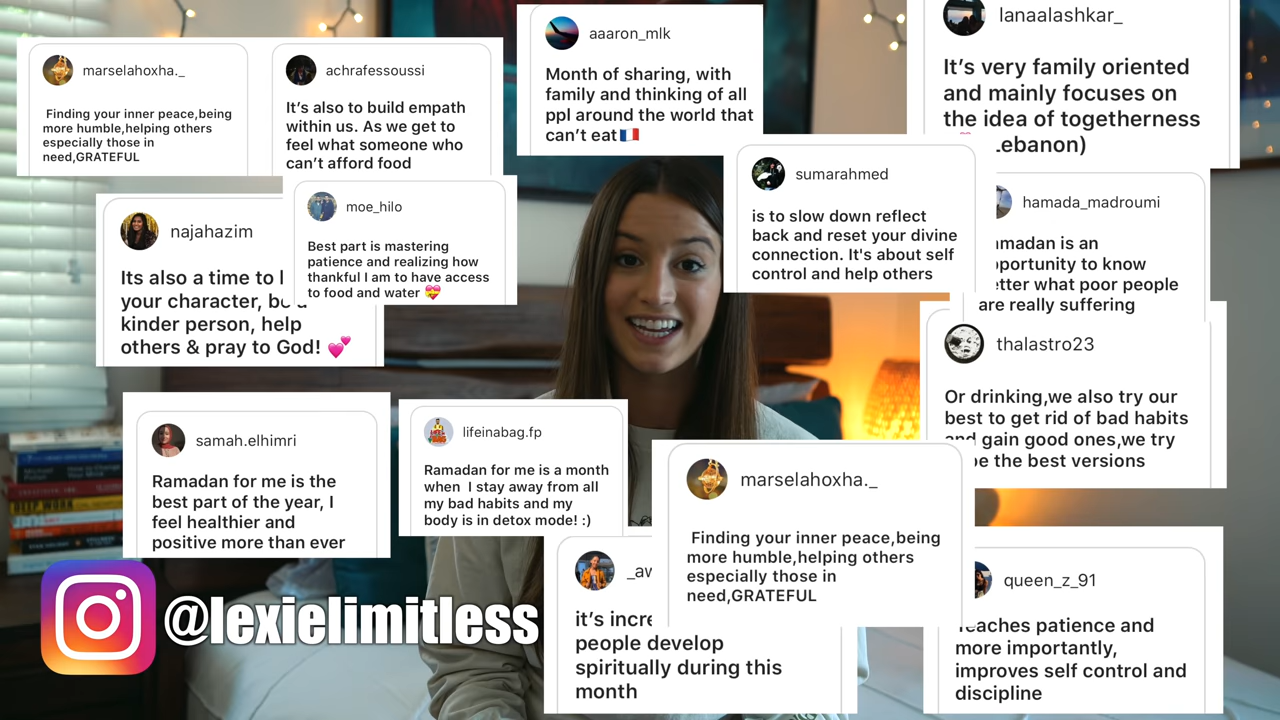 marselahoxha._
Finding your inner peace,being
more humble,helping others
especially those in
need,GRATEFUL
achrafessoussi
It's also to build empath
within us. As we get to
feel what someone who
can't afford food
aaaron_mlk
Month of sharing, with
family and thinking of all
ppl around the world that
can't eat🇫🇷
lanaalashkar_
It's very family oriented
and mainly focuses on
the idea of togetherness
najahazim
Its also a time to
your character,
kinder person, help
others & pray to God! 💕
moe_hilo
Best part is mastering
patience and realizing how
thankful I am to have access
to food and water 💝
sumarahmed
is to slow down reflect
back and reset your divine
connection. It's about self
control and help others
hamada_madroumi
is an
to know
what poor people
are really suffering
thalastro23
Or drinking,we also try our
best to get rid of bad habits
and gain good ones,we try
be the best versions
samah.elhimri
Ramadan for me is the
best part of the year, I
feel healthier and
positive more than ever
lifeinabag.fp
Ramadan for me is a month
when I stay away from all
my bad habits and my
body is in detox mode! :)
it's
people develop
spiritually during this
month
marselahoxha._
Finding your inner peace,being
more humble,helping others
especially those in
need,GRATEFUL
queen_z_91
patience and
more importantly,
improves self control and
discipline
@lexielimitless